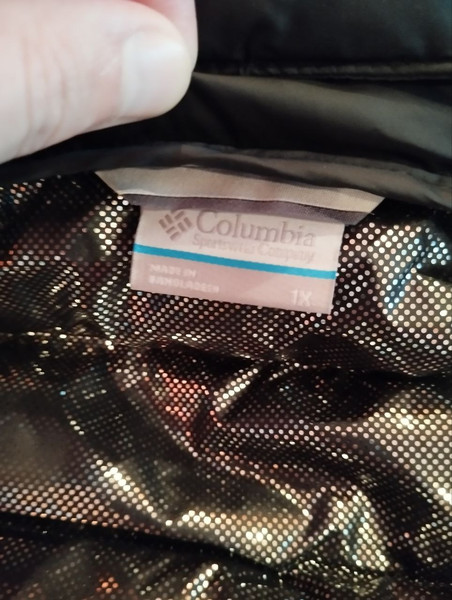 Columbia
Sportswear Company
MADE IN
BANGLADESH
1X